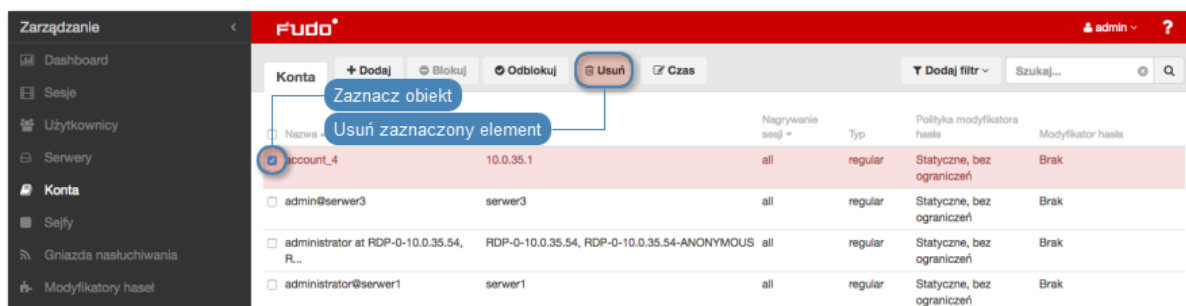 Zarządzanie
Fudo
admin
?
Dashboard
Sesje
Użytkownicy
Serwery
Konta
Sejfy
Gniazda nasłuchiwania
Modyfikatory haseł
Konta
+ Dodaj
Blokuj
Odblokuj
Usuń
Czas
Dodaj filtr
Szukaj...
Zaznacz obiekt
Usuń zaznaczony element
Nazwa
Nagrywanie
sesji
Typ
Polityka modyfikatora
hasła
Modyfikator hasła
account_4 10.0.35.1 all regular Statyczne, bez Brak
ograniczeń
admin@serwer3 serwer3 all regular Statyczne, bez Brak
ograniczeń
administrator at RDP-0-10.0.35.54, RDP-0-10.0.35.54, RDP-0-10.0.35.54-ANONYMOUS all regular Statyczne, bez Brak
R... ograniczeń
administrator@serwer1 serwer1 all regular Statyczne, bez Brak
ograniczeń